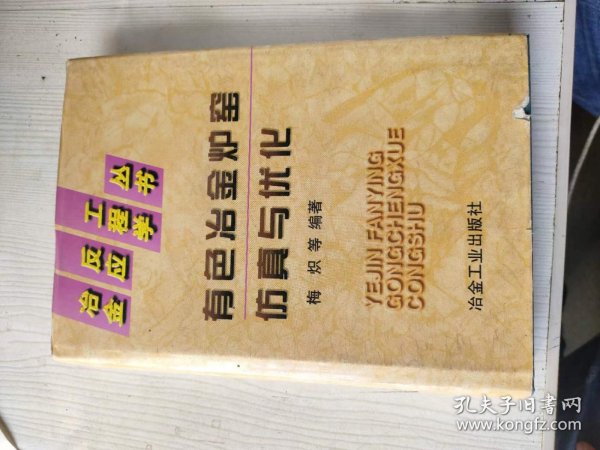 冶金反应工程学丛书
有色冶金炉窑
仿真与优化
梅 炽 等 编著
YEJIN FANYING
GONGCHENGXUE
CONGSHU
冶金工业出版社
孔夫子旧书网
www.kongfz.com